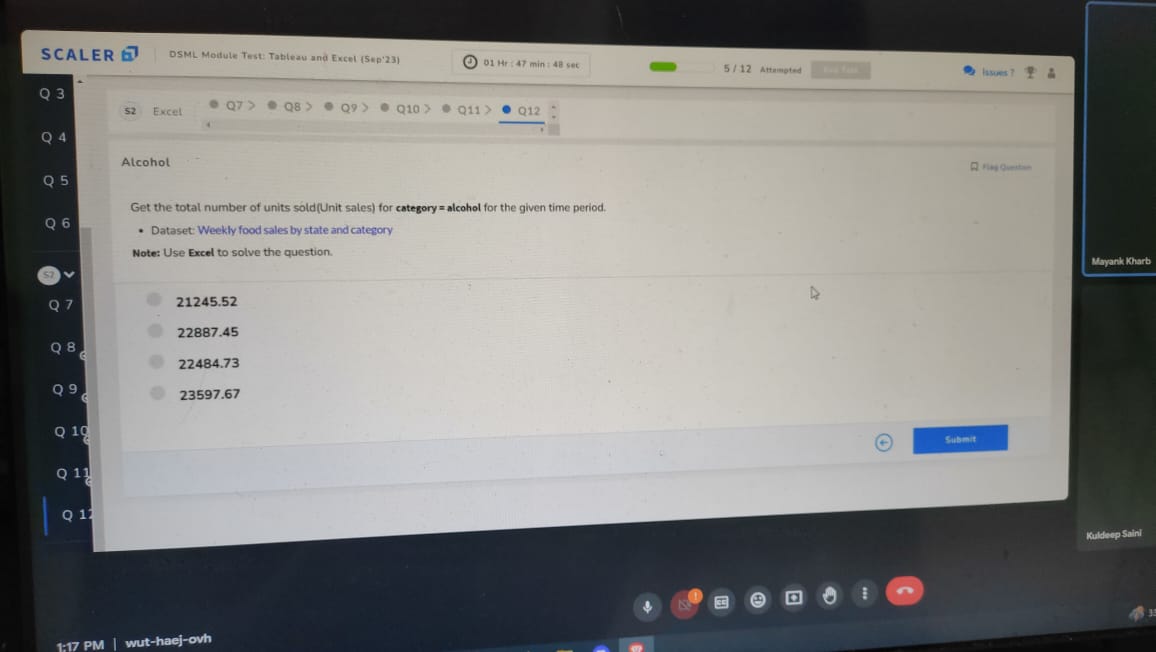 SCALER
DSML Module Test: Tableau and Excel (Sep'23)
01 Hr : 47 min : 48 sec
5 / 12 Attempted
End Test
Issues ?
Q 3
Q 4
Q 5
Q 6
S2
Q 7
Q 8
Q 9
Q 10
Q 11
Q 12
S2 Excel
Q7 > Q8 > Q9 > Q10 > Q11 > Q12
Alcohol
Flag Question
Get the total number of units sold(Unit sales) for category = alcohol for the given time period.
• Dataset: Weekly food sales by state and category
Note: Use Excel to solve the question.
21245.52
22887.45
22484.73
23597.67
Submit
Mayank Kharb
Kuldeep Saini
1:17 PM | wut-haej-ovh